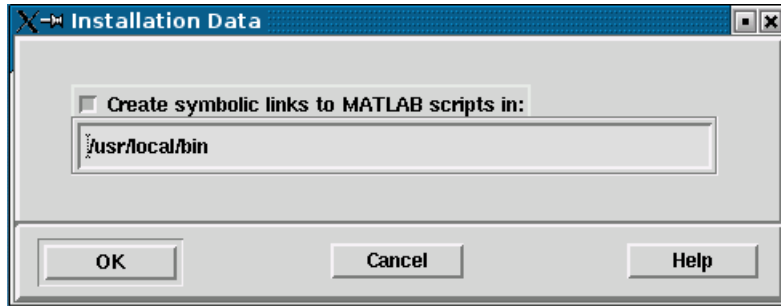 Installation Data
Create symbolic links to MATLAB scripts in:
/usr/local/bin
OK Cancel Help